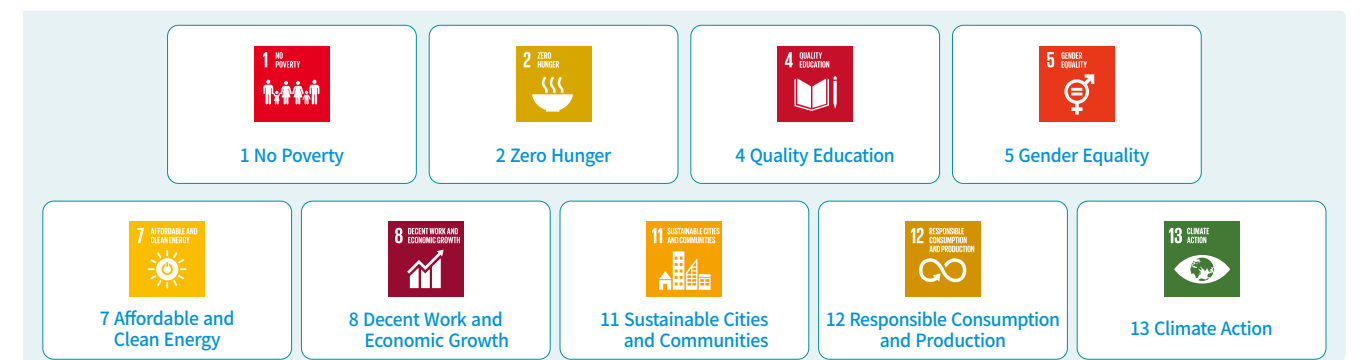 1 NO
POVERTY
2 ZERO
HUNGER
4 QUALITY
EDUCATION
5 GENDER
EQUALITY
1 No Poverty
2 Zero Hunger
4 Quality Education
5 Gender Equality
7 AFFORDABLE AND
CLEAN ENERGY
8 DECENT WORK AND
ECONOMIC GROWTH
11 SUSTAINABLE CITIES
AND COMMUNITIES
12 RESPONSIBLE
CONSUMPTION
AND PRODUCTION
13 CLIMATE
ACTION
7 Affordable and
Clean Energy
8 Decent Work and
Economic Growth
11 Sustainable Cities
and Communities
12 Responsible Consumption
and Production
13 Climate Action